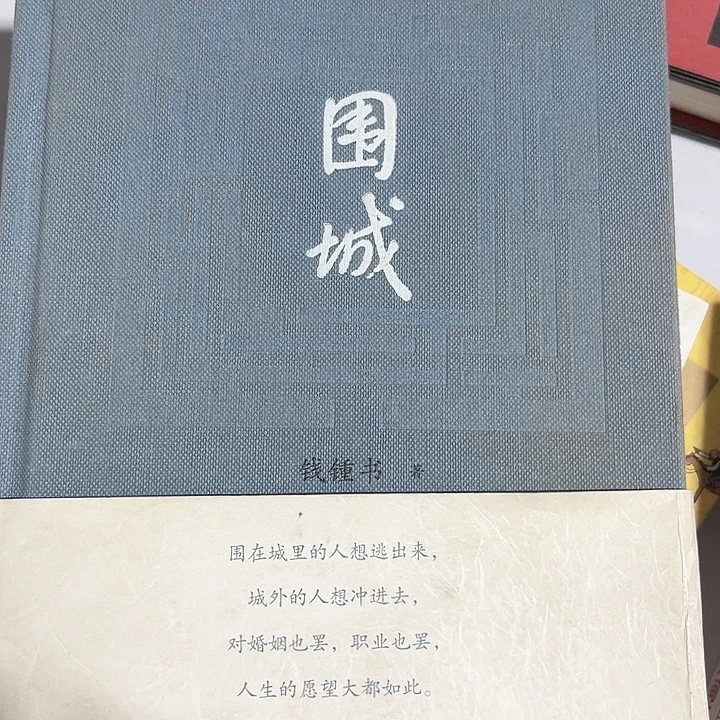 围城
钱锺书 著
围在城里的人想逃出来，
城外的人想冲进去，
对婚姻也罢，职业也罢，
人生的愿望大都如此。